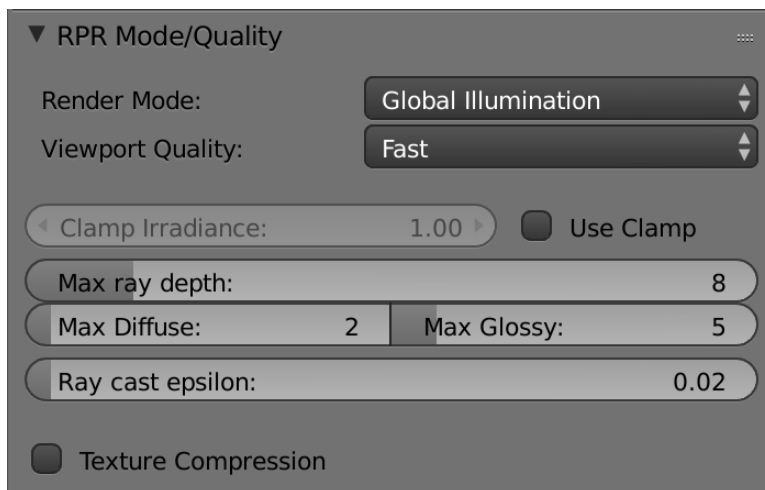 RPR Mode/Quality
Render Mode: Global Illumination
Viewport Quality: Fast
Clamp Irradiance: 1.00 Use Clamp
Max ray depth: 8
Max Diffuse: 2 Max Glossy: 5
Ray cast epsilon: 0.02
Texture Compression